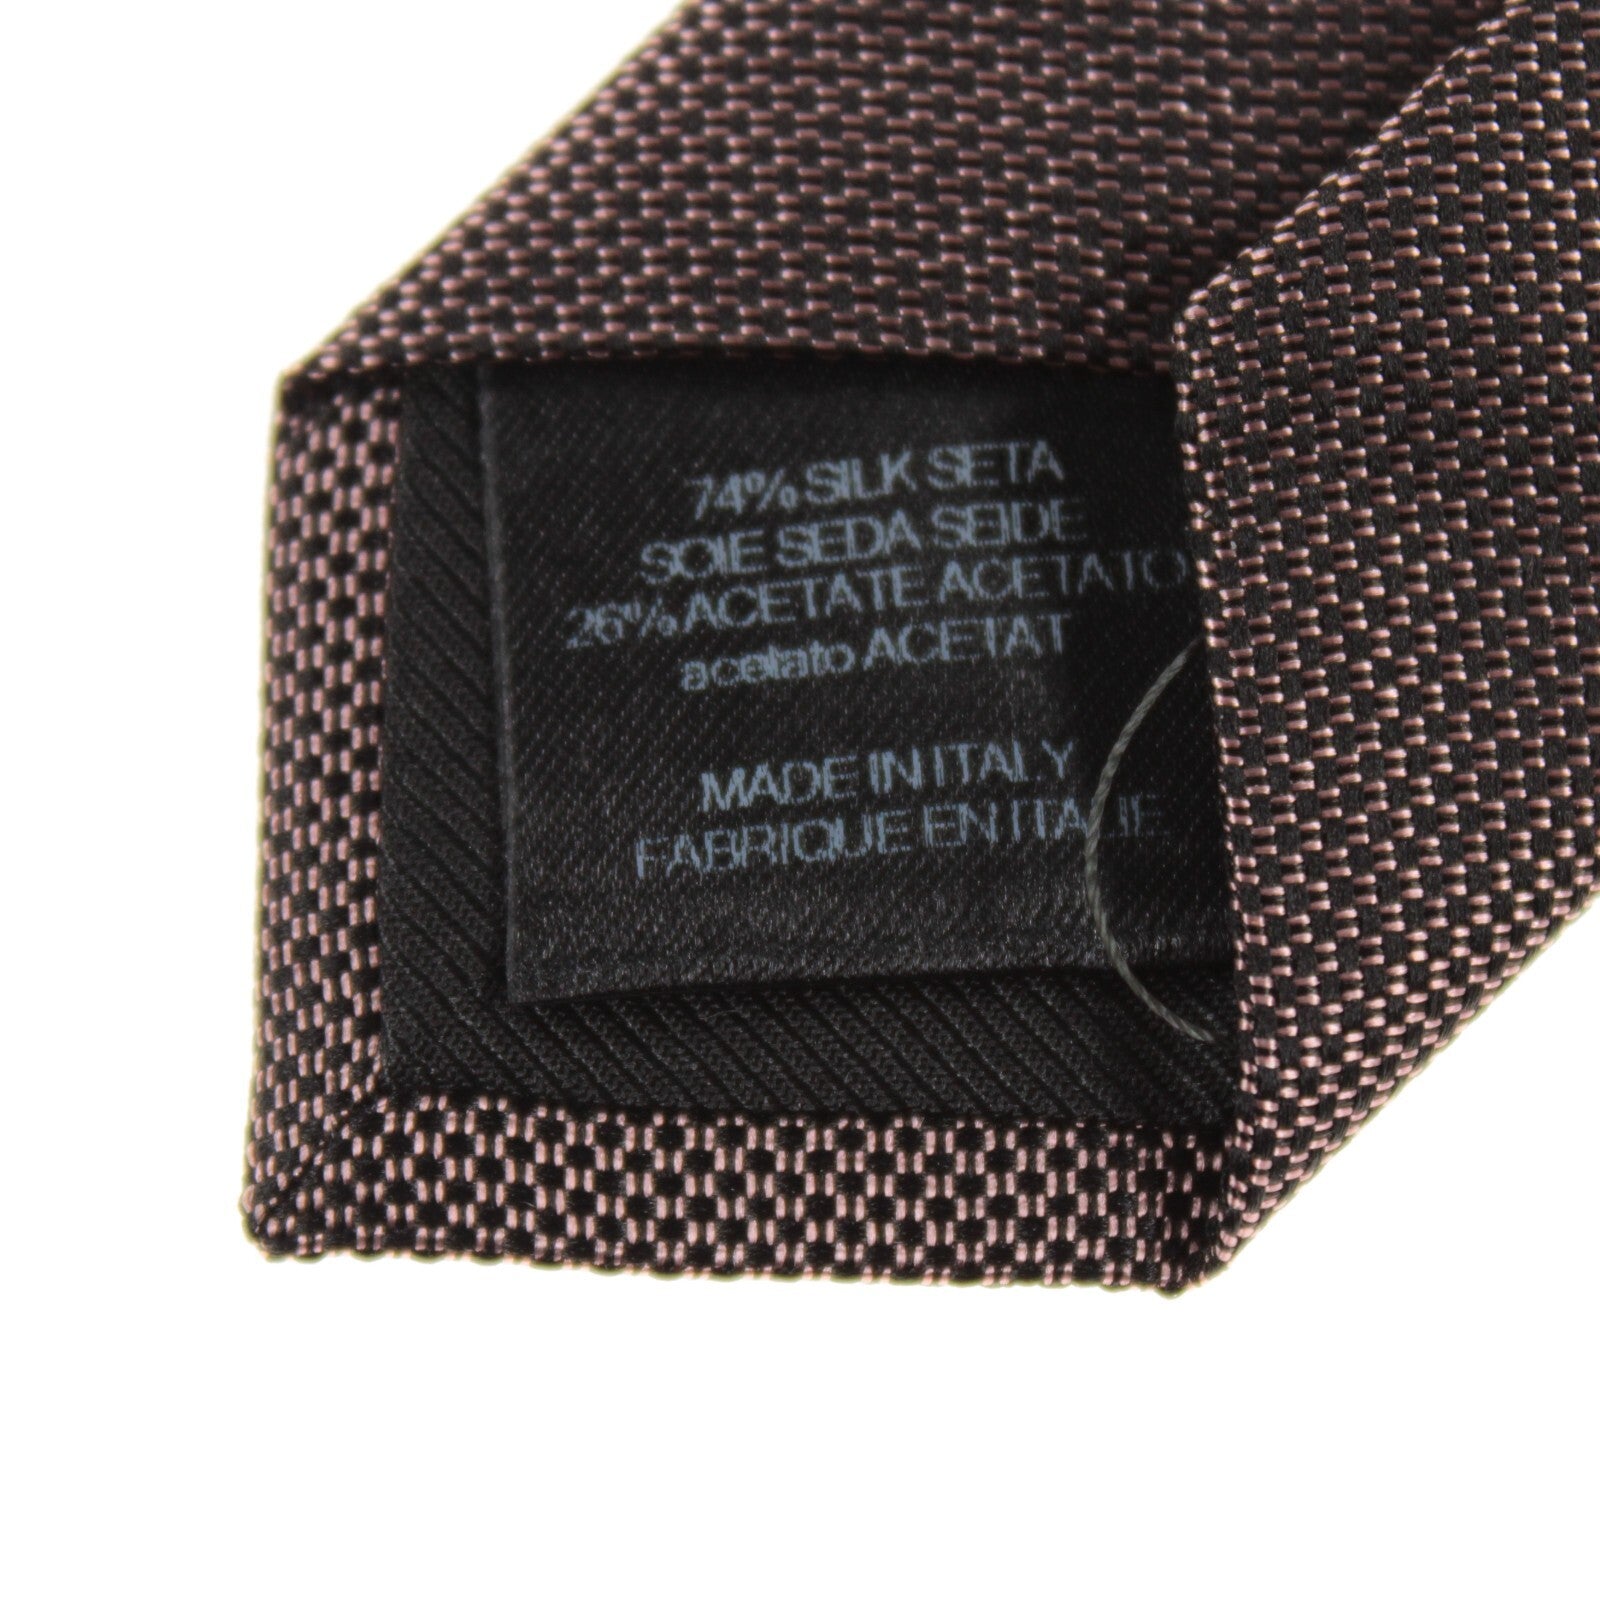 74% SILK SETA
SOIE SEDA SEIDE
26% ACETATE ACETATO
acetato ACETAT
MADE IN ITALY
FABRIQUE EN ITALIE